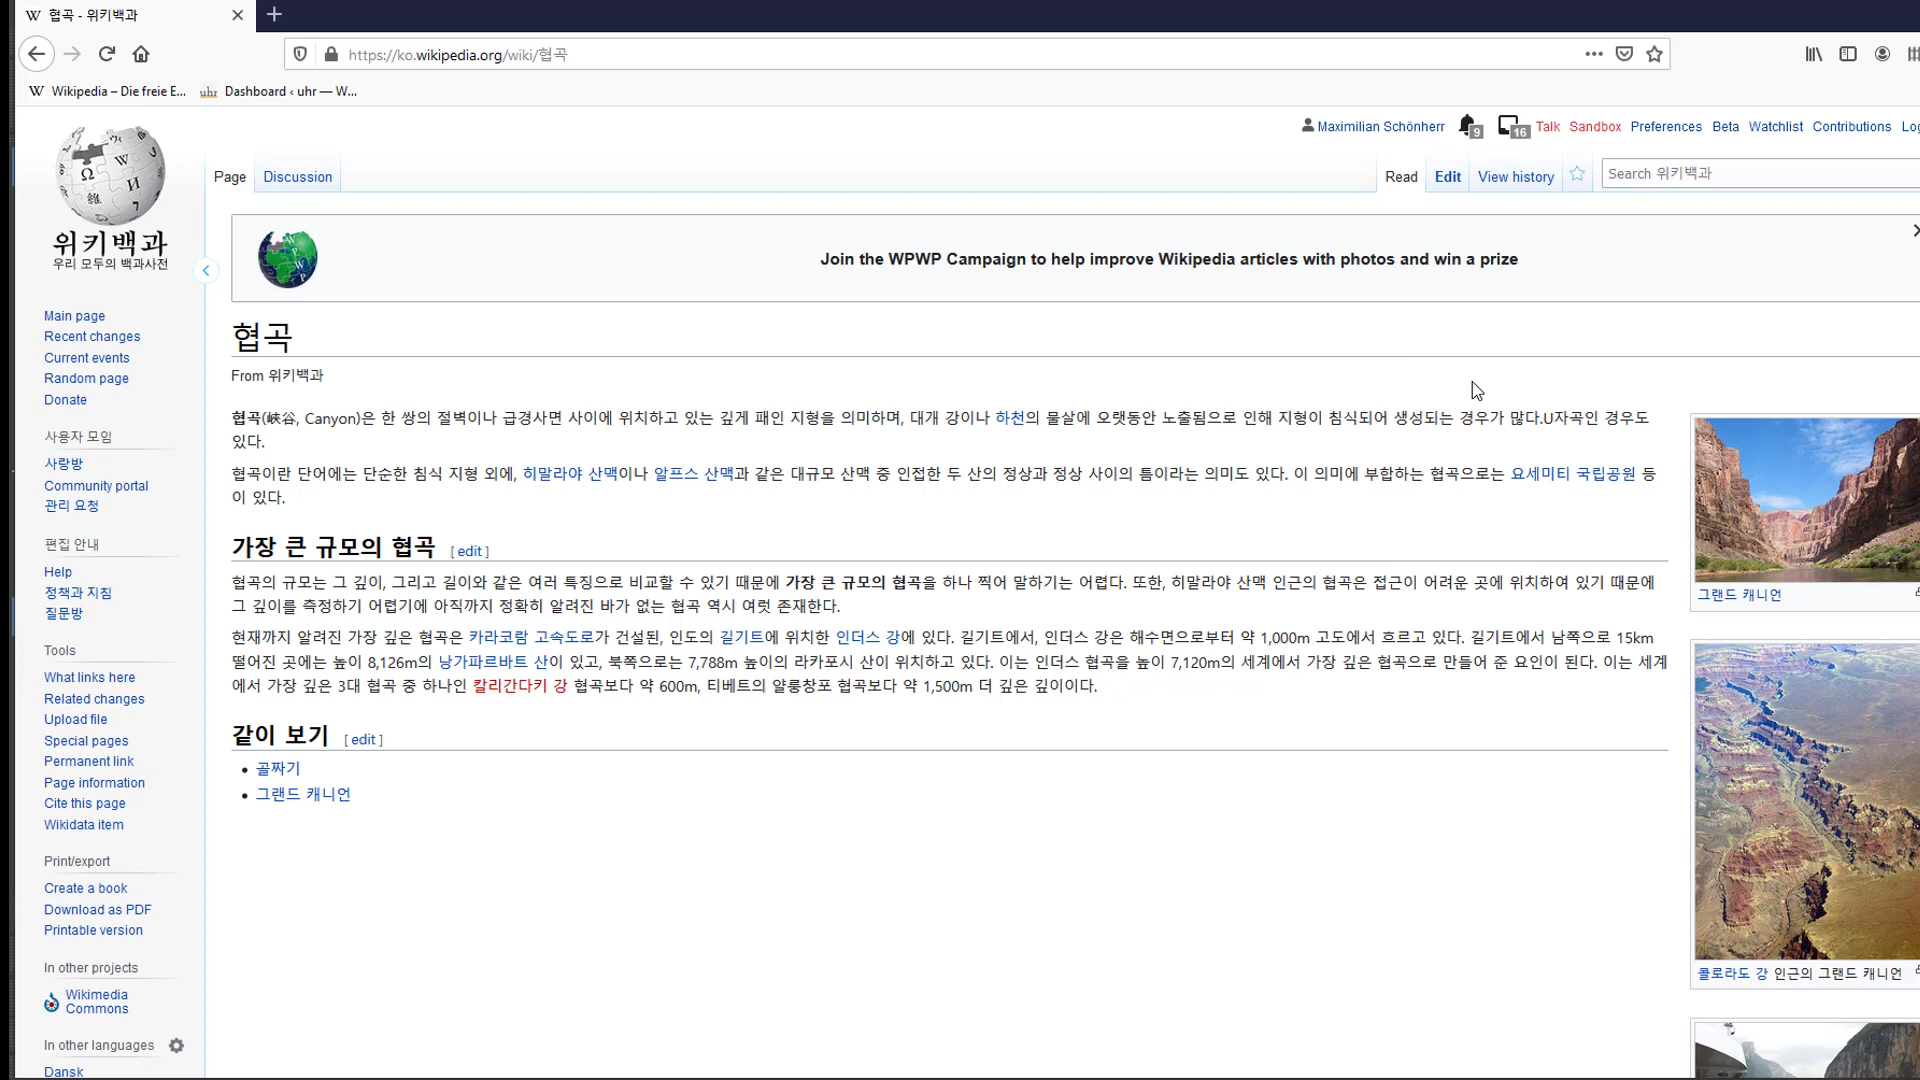 협곡 - 위키백과
https://ko.wikipedia.org/wiki/협곡
Wikipedia – Die freie E...
uhr Dashboard ‹ uhr — W...
Maximilian Schönherr 9 16 Talk Sandbox Preferences Beta Watchlist Contributions
Page Discussion Read Edit View history Search 위키백과
위키백과
우리 모두의 백과사전
Join the WPWP Campaign to help improve Wikipedia articles with photos and win a prize
Main page
Recent changes
Current events
Random page
Donate
사용자 모임
사랑방
Community portal
관리 요청
편집 안내
Help
정책과 지침
질문방
Tools
What links here
Related changes
Upload file
Special pages
Permanent link
Page information
Cite this page
Wikidata item
Print/export
Create a book
Download as PDF
Printable version
In other projects
Wikimedia
Commons
In other languages
Dansk
협곡
From 위키백과
협곡(峽谷, Canyon)은 한 쌍의 절벽이나 급경사면 사이에 위치하고 있는 깊게 패인 지형을 의미하며, 대개 강이나 하천의 물살에 오랫동안 노출됨으로 인해 지형이 침식되어 생성되는 경우가 많다.U자곡인 경우도
있다.
협곡이란 단어에는 단순한 침식 지형 외에, 히말라야 산맥이나 알프스 산맥과 같은 대규모 산맥 중 인접한 두 산의 정상과 정상 사이의 틈이라는 의미도 있다. 이 의미에 부합하는 협곡으로는 요세미티 국립공원 등
이 있다.
가장 큰 규모의 협곡 [ edit ]
협곡의 규모는 그 깊이, 그리고 길이와 같은 여러 특징으로 비교할 수 있기 때문에 가장 큰 규모의 협곡을 하나 찍어 말하기는 어렵다. 또한, 히말라야 산맥 인근의 협곡은 접근이 어려운 곳에 위치하여 있기 때문에
그 깊이를 측정하기 어렵기에 아직까지 정확히 알려진 바가 없는 협곡 역시 여럿 존재한다.
현재까지 알려진 가장 깊은 협곡은 카라코람 고속도로가 건설된, 인도의 길기트에 위치한 인더스 강에 있다. 길기트에서, 인더스 강은 해수면으로부터 약 1,000m 고도에서 흐르고 있다. 길기트에서 남쪽으로 15km
떨어진 곳에는 높이 8,126m의 낭가파르바트 산이 있고, 북쪽으로는 7,788m 높이의 라카포시 산이 위치하고 있다. 이는 인더스 협곡을 높이 7,120m의 세계에서 가장 깊은 협곡으로 만들어 준 요인이 된다. 이는 세계
에서 가장 깊은 3대 협곡 중 하나인 칼리간다키 강 협곡보다 약 600m, 티베트의 얄룽창포 협곡보다 약 1,500m 더 깊은 깊이이다.
같이 보기 [ edit ]
골짜기
그랜드 캐니언
그랜드 캐니언
콜로라도 강 인근의 그랜드 캐니언